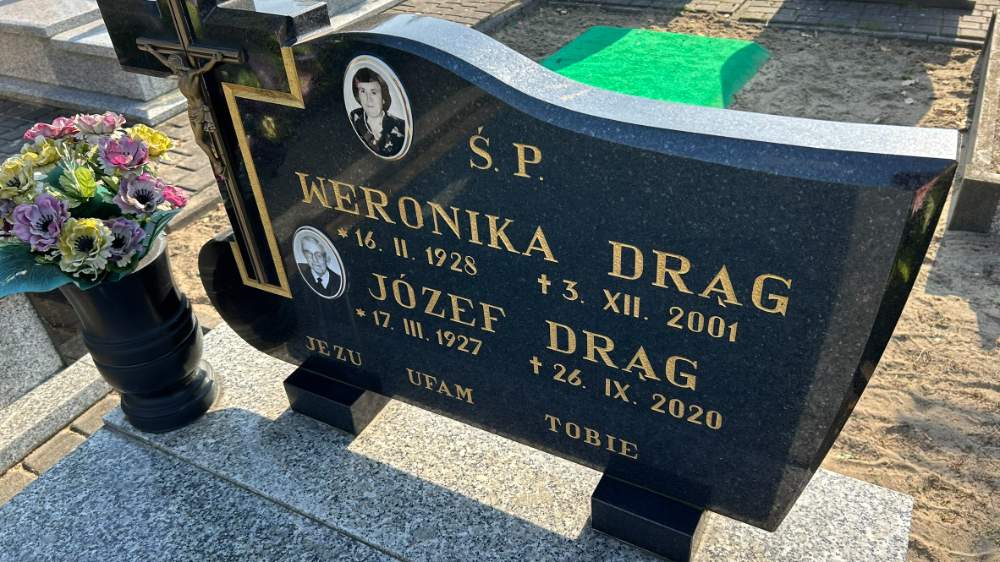 Ś. P.
WERONIKA DRĄG
* 16. II. 1928 ✝ 3. XII. 2001
JÓZEF DRĄG
* 17. III. 1927 ✝ 26. IX. 2020
JEZU UFAM TOBIE